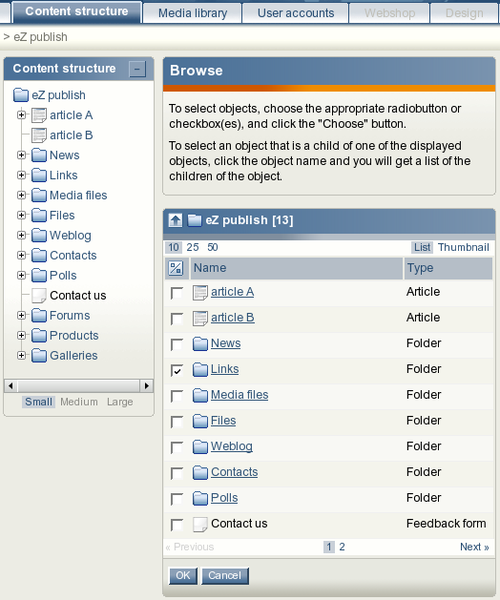 Content structure
Media library
User accounts
Webshop
Design
> eZ publish
Content structure
eZ publish
article A
article B
News
Links
Media files
Files
Weblog
Contacts
Polls
Contact us
Forums
Products
Galleries
Small Medium Large
Browse
To select objects, choose the appropriate radiobutton or
checkbox(es), and click the "Choose" button.
To select an object that is a child of one of the displayed
objects, click the object name and you will get a list of the
children of the object.
eZ publish [13]
10 25 50
List Thumbnail
Name Type
article A Article
article B Article
News Folder
Links Folder
Media files Folder
Files Folder
Weblog Folder
Contacts Folder
Polls Folder
Contact us Feedback form
« Previous 1 2 Next »
OK Cancel